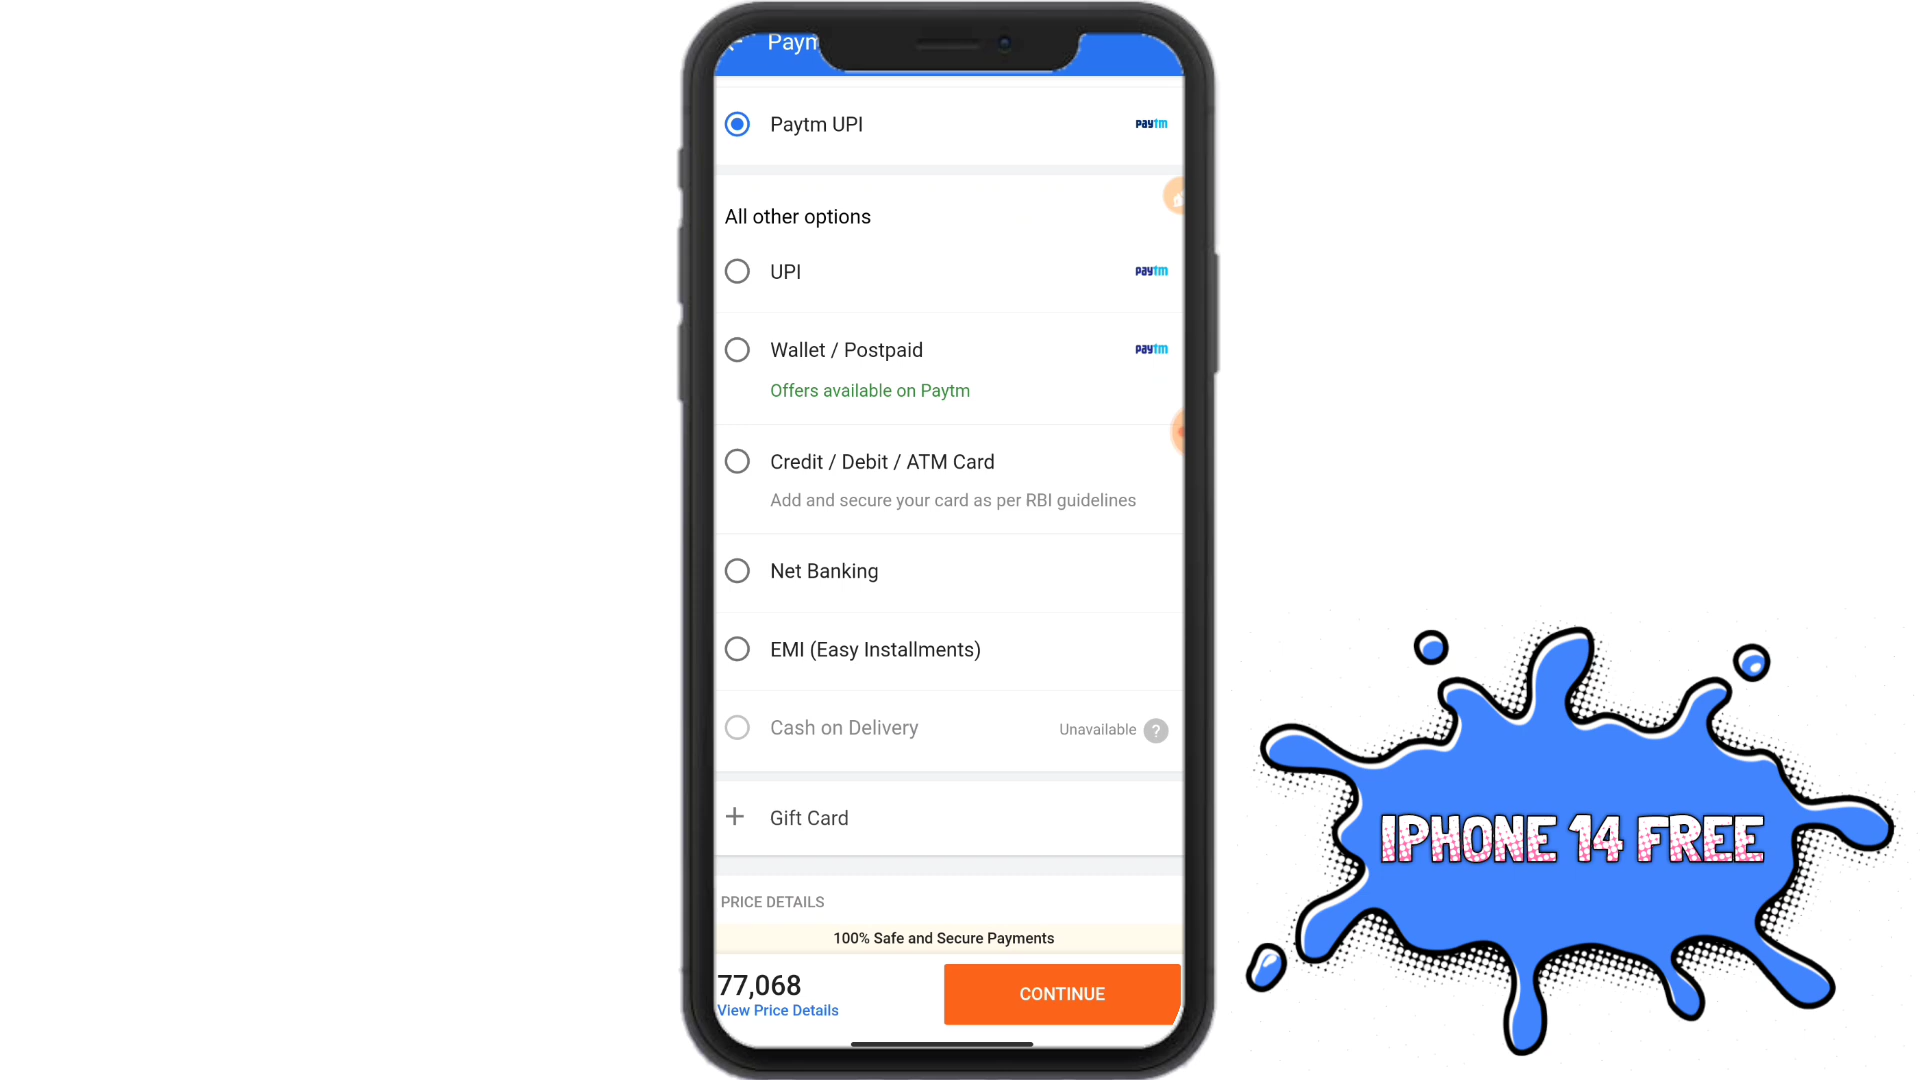 Paym
Paytm UPI
paytm
All other options
UPI
paytm
Wallet / Postpaid
paytm
Offers available on Paytm
Credit / Debit / ATM Card
Add and secure your card as per RBI guidelines
Net Banking
EMI (Easy Installments)
Cash on Delivery
Unavailable ?
+ Gift Card
PRICE DETAILS
100% Safe and Secure Payments
77,068
View Price Details
CONTINUE
IPHONE 14 FREE